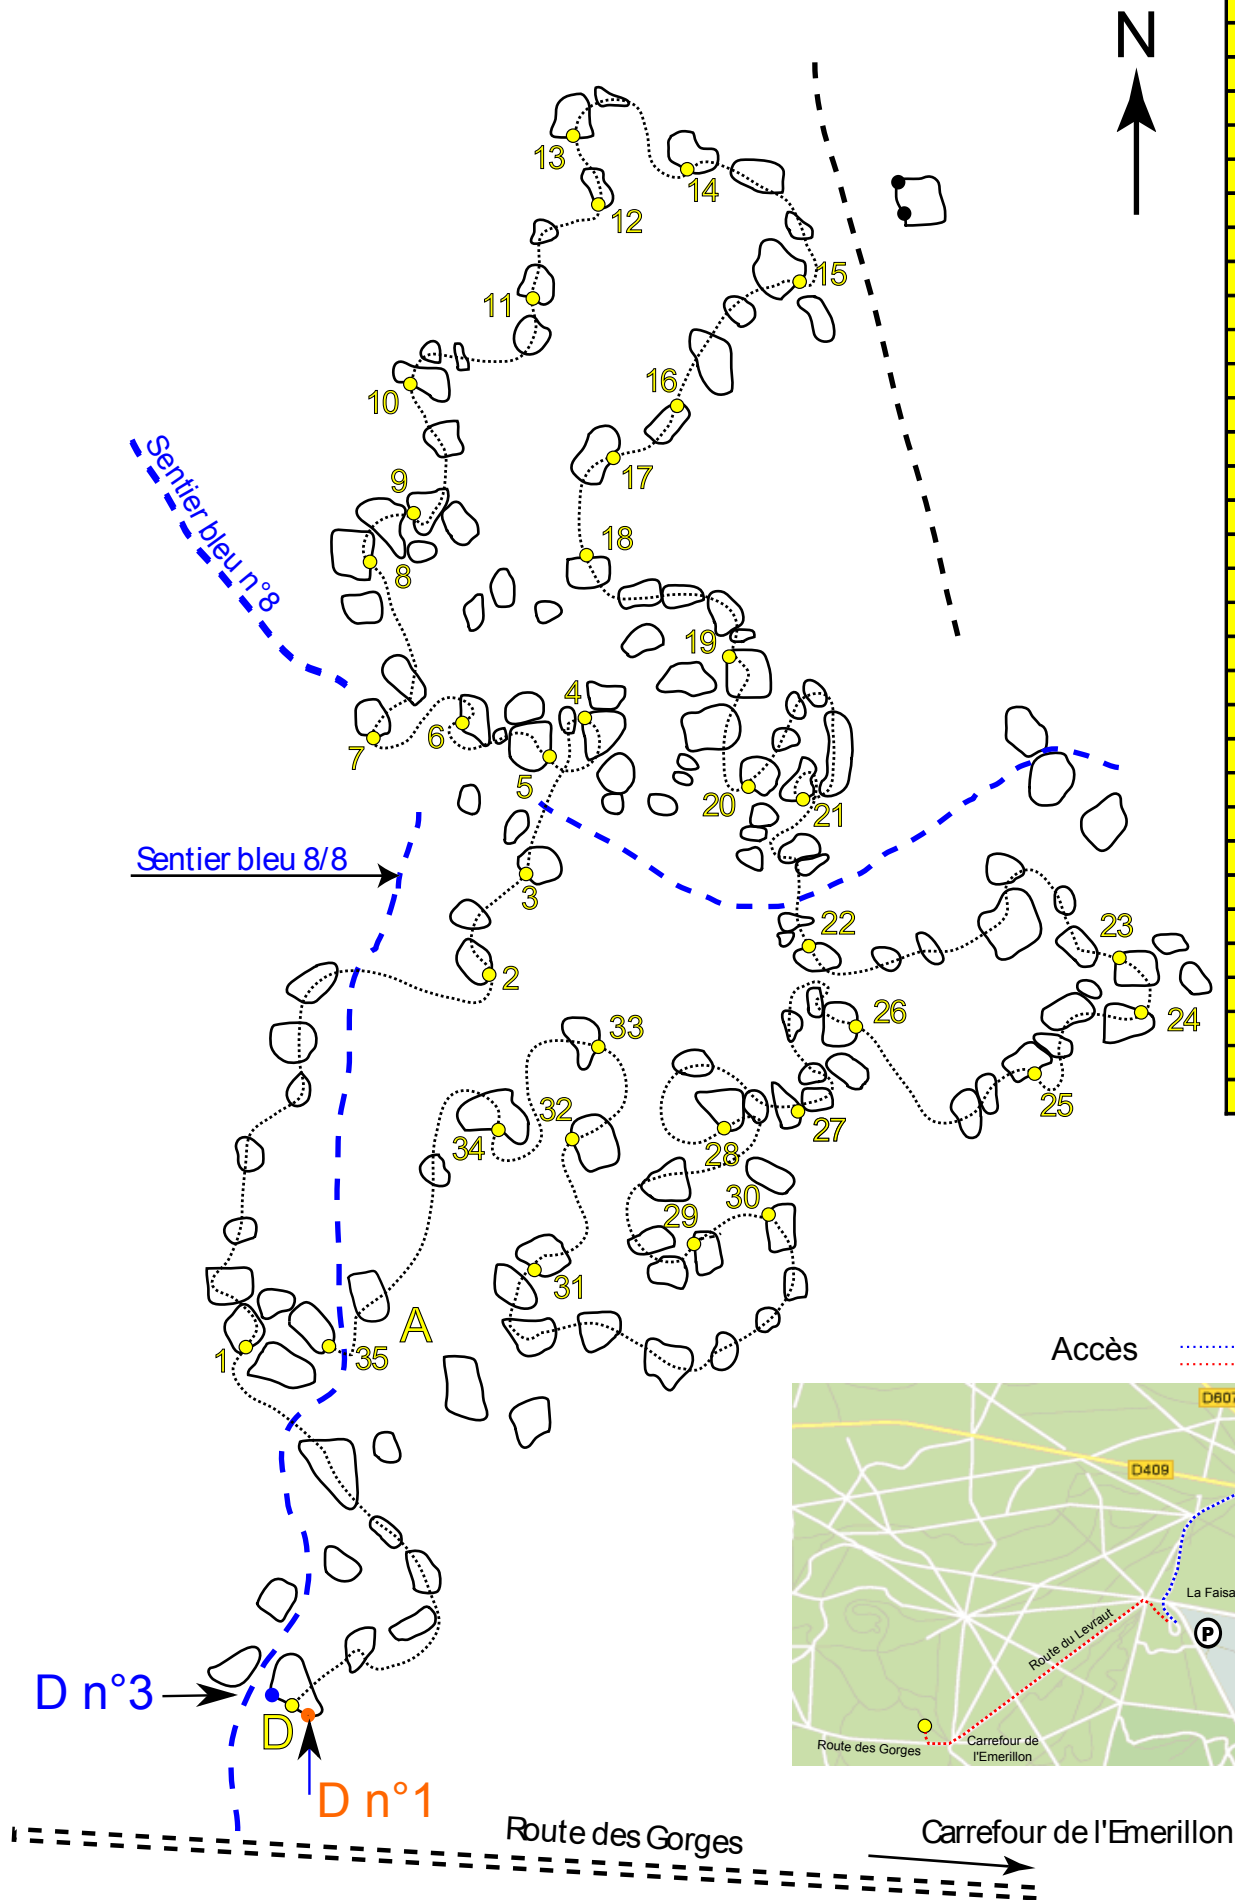 N
13
14
12
15
11
16
10
Sentier bleu n°8
9
17
18
8
19
4
6
7
5
20
21
Sentier bleu 8/8
3
22
23
2
26
24
33
32
25
34
27
28
30
29
31
A
1
35
Accès
D607
D409
La Faisa
Route du Levraut
P
D n°3
D
Route des Gorges
Carrefour de
l'Emerillon
D n°1
Route des Gorges
Carrefour de l'Emerillon